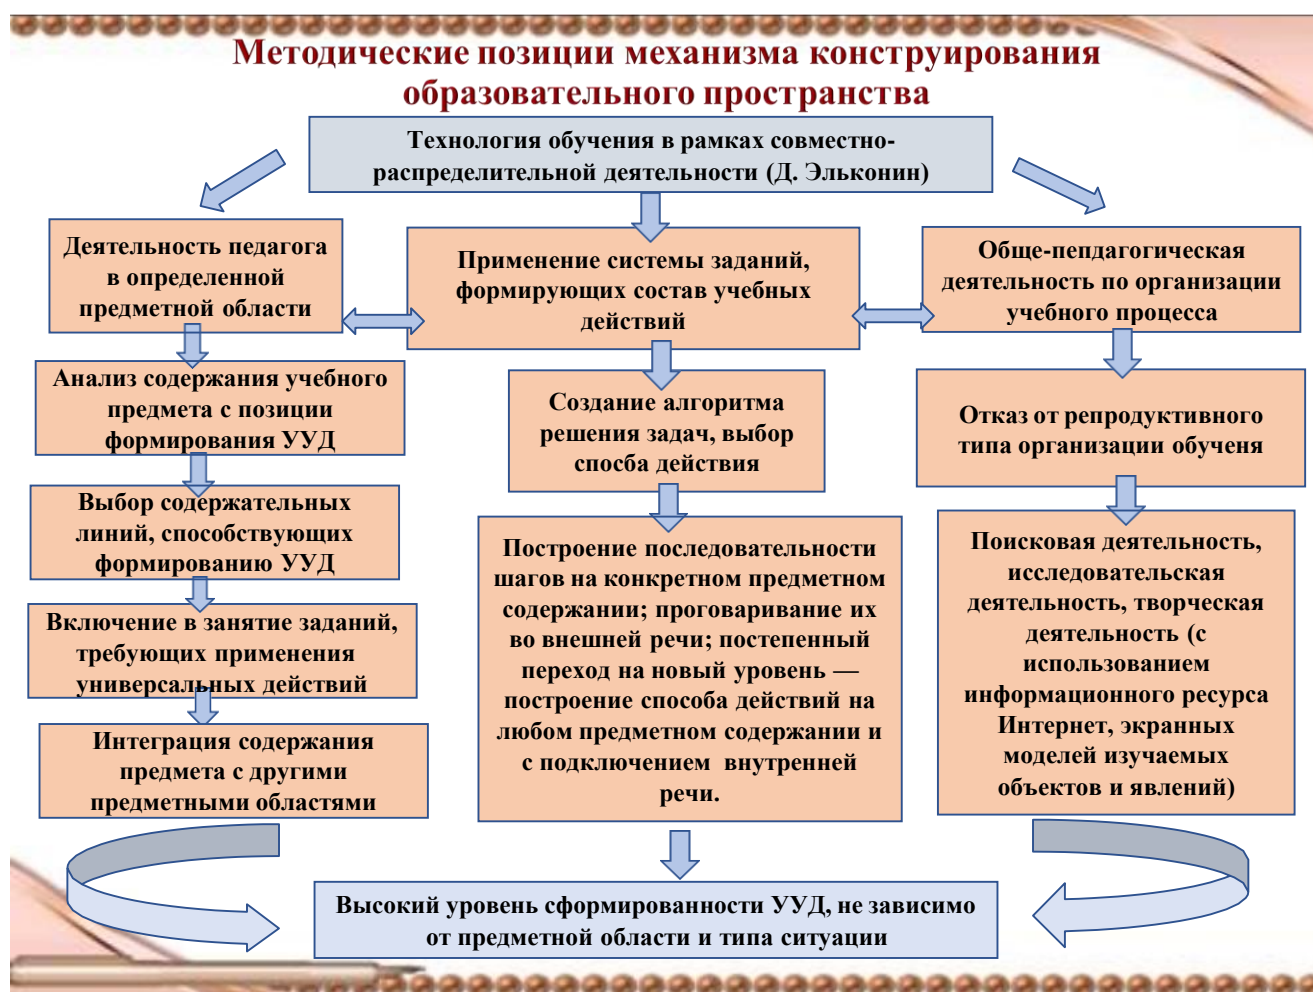 Методические позиции механизма конструирования
образовательного пространства
Технология обучения в рамках совместно-
распределительной деятельности (Д. Эльконин)
Деятельность педагога
в определенной
предметной области
Анализ содержания учебного
предмета с позиции
формирования УУД
Выбор содержательных
линий, способствующих
формированию УУД
Включение в занятие заданий,
требующих применения
универсальных действий
Интеграция содержания
предмета с другими
предметными областями
Применение системы заданий,
формирующих состав учебных
действий
Создание алгоритма
решения задач, выбор
спосба действия
Построение последовательности
шагов на конкретном предметном
содержании; проговаривание их
во внешней речи; постепенный
переход на новый уровень —
построение способа действий на
любом предметном содержании и
с подключением внутренней
речи.
Обще-пепдагогическая
деятельность по организации
учебного процесса
Отказ от репродуктивного
типа организации обученя
Поисковая деятельность,
исследовательская
деятельность, творческая
деятельность (с
использованием
информационного ресурса
Интернет, экранных
моделей изучаемых
объектов и явлений)
Высокий уровень сформированности УУД, не зависимо
от предметной области и типа ситуации